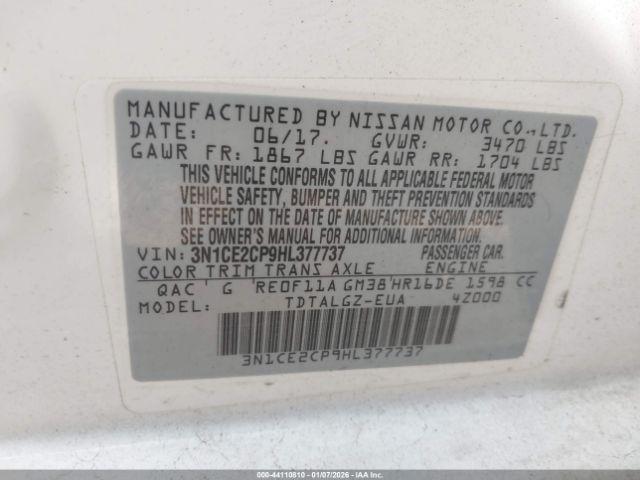 MANUFACTURED BY NISSAN MOTOR CO., LTD.
DATE: 06/17. GVWR: 3470 LBS
GAWR FR: 1867 LBS GAWR RR: 1704 LBS
THIS VEHICLE CONFORMS TO ALL APPLICABLE FEDERAL MOTOR
VEHICLE SAFETY, BUMPER AND THEFT PREVENTION STANDARDS
IN EFFECT ON THE DATE OF MANUFACTURE SHOWN ABOVE.
SEE OWNER'S MANUAL FOR ADDITIONAL INFORMATION.
VIN: 3N1CE2CP9HL377737 PASSENGER CAR.
COLOR TRIM TRANS AXLE ENGINE
QAC G RE0F11A GM38 HR16DE 1598 CC
MODEL: TDTALGZ-EUA 4Z000
3N1CE2CP9HL377737
000-44110810 - 01/07/2026 - COPART